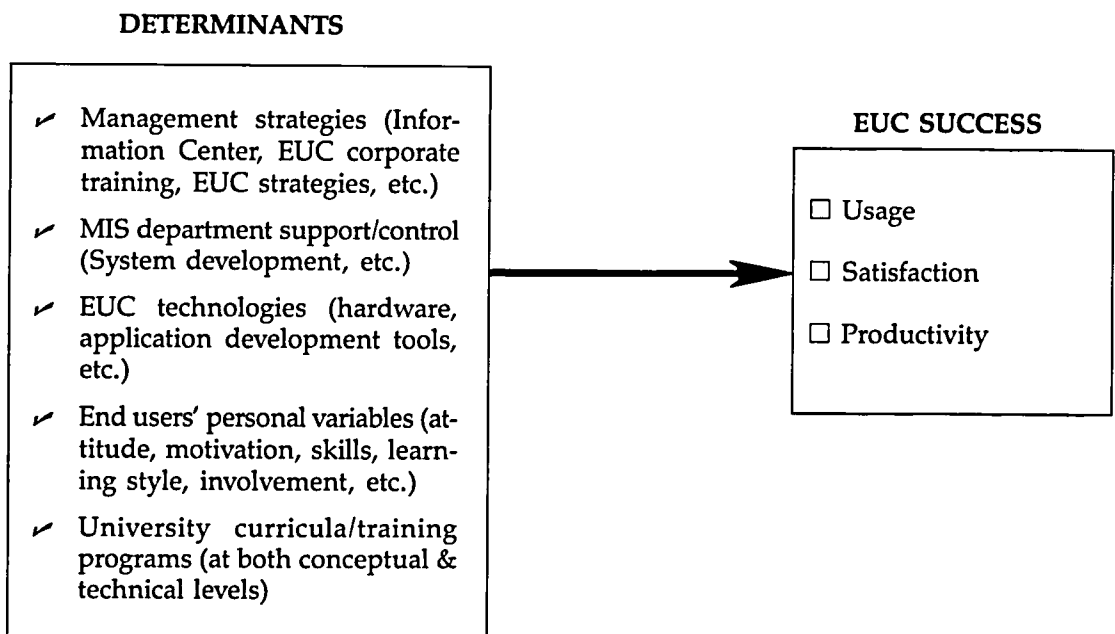 DETERMINANTS
✔ Management strategies (Infor-
mation Center, EUC corporate
training, EUC strategies, etc.)
✔ MIS department support/control
(System development, etc.)
✔ EUC technologies (hardware,
application development tools,
etc.)
✔ End users' personal variables (at-
titude, motivation, skills, learn-
ing style, involvement, etc.)
✔ University curricula/training
programs (at both conceptual &
technical levels)
EUC SUCCESS
☐ Usage
☐ Satisfaction
☐ Productivity